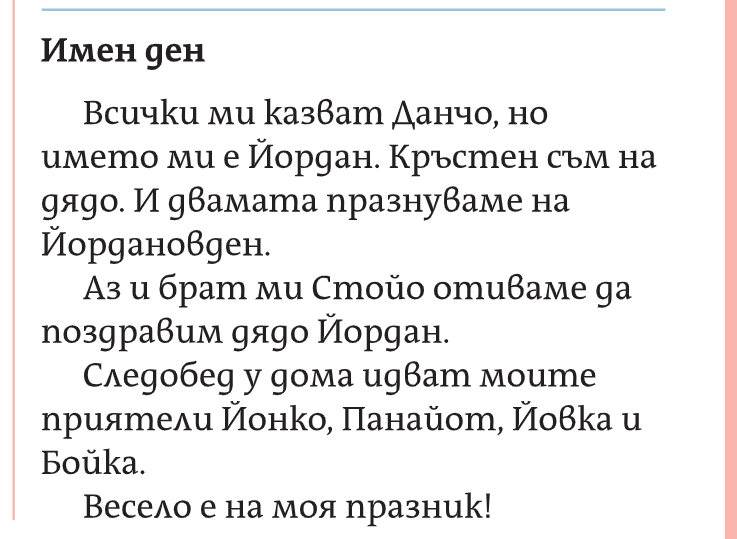 Имен ден
Всички ми казват Данчо, но
името ми е Йордан. Кръстен съм на
дядо. И двамата празнуваме на
Йордановден.
Аз и брат ми Стойо отиваме да
поздравим дядо Йордан.
Следобед у дома идват моите
приятели Йонко, Панайот, Йовка и
Бойка.
Весело е на моя празник!